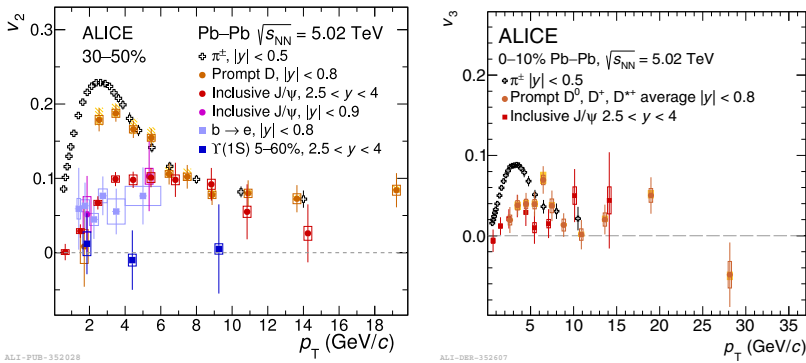 v2
0.3
0.2
0.1
0
ALICE
30–50%
Pb–Pb √sNN = 5.02 TeV
π±, |y| < 0.5
Prompt D, |y| < 0.8
Inclusive J/ψ, 2.5 < y < 4
Inclusive J/ψ, |y| < 0.9
b → e, |y| < 0.8
ϒ(1S) 5–60%, 2.5 < y < 4
2 4 6 8 10 12 14 16 18
pT (GeV/c)
ALI-PUB-352028
v3
0.2
0.1
0.0
ALICE
0–10% Pb–Pb, √sNN = 5.02 TeV
π± |y| < 0.5
Prompt D0, D+, D*+ average |y| < 0.8
Inclusive J/ψ 2.5 < y < 4
5 10 15 20 25 30 35
pT (GeV/c)
ALI-DER-352607